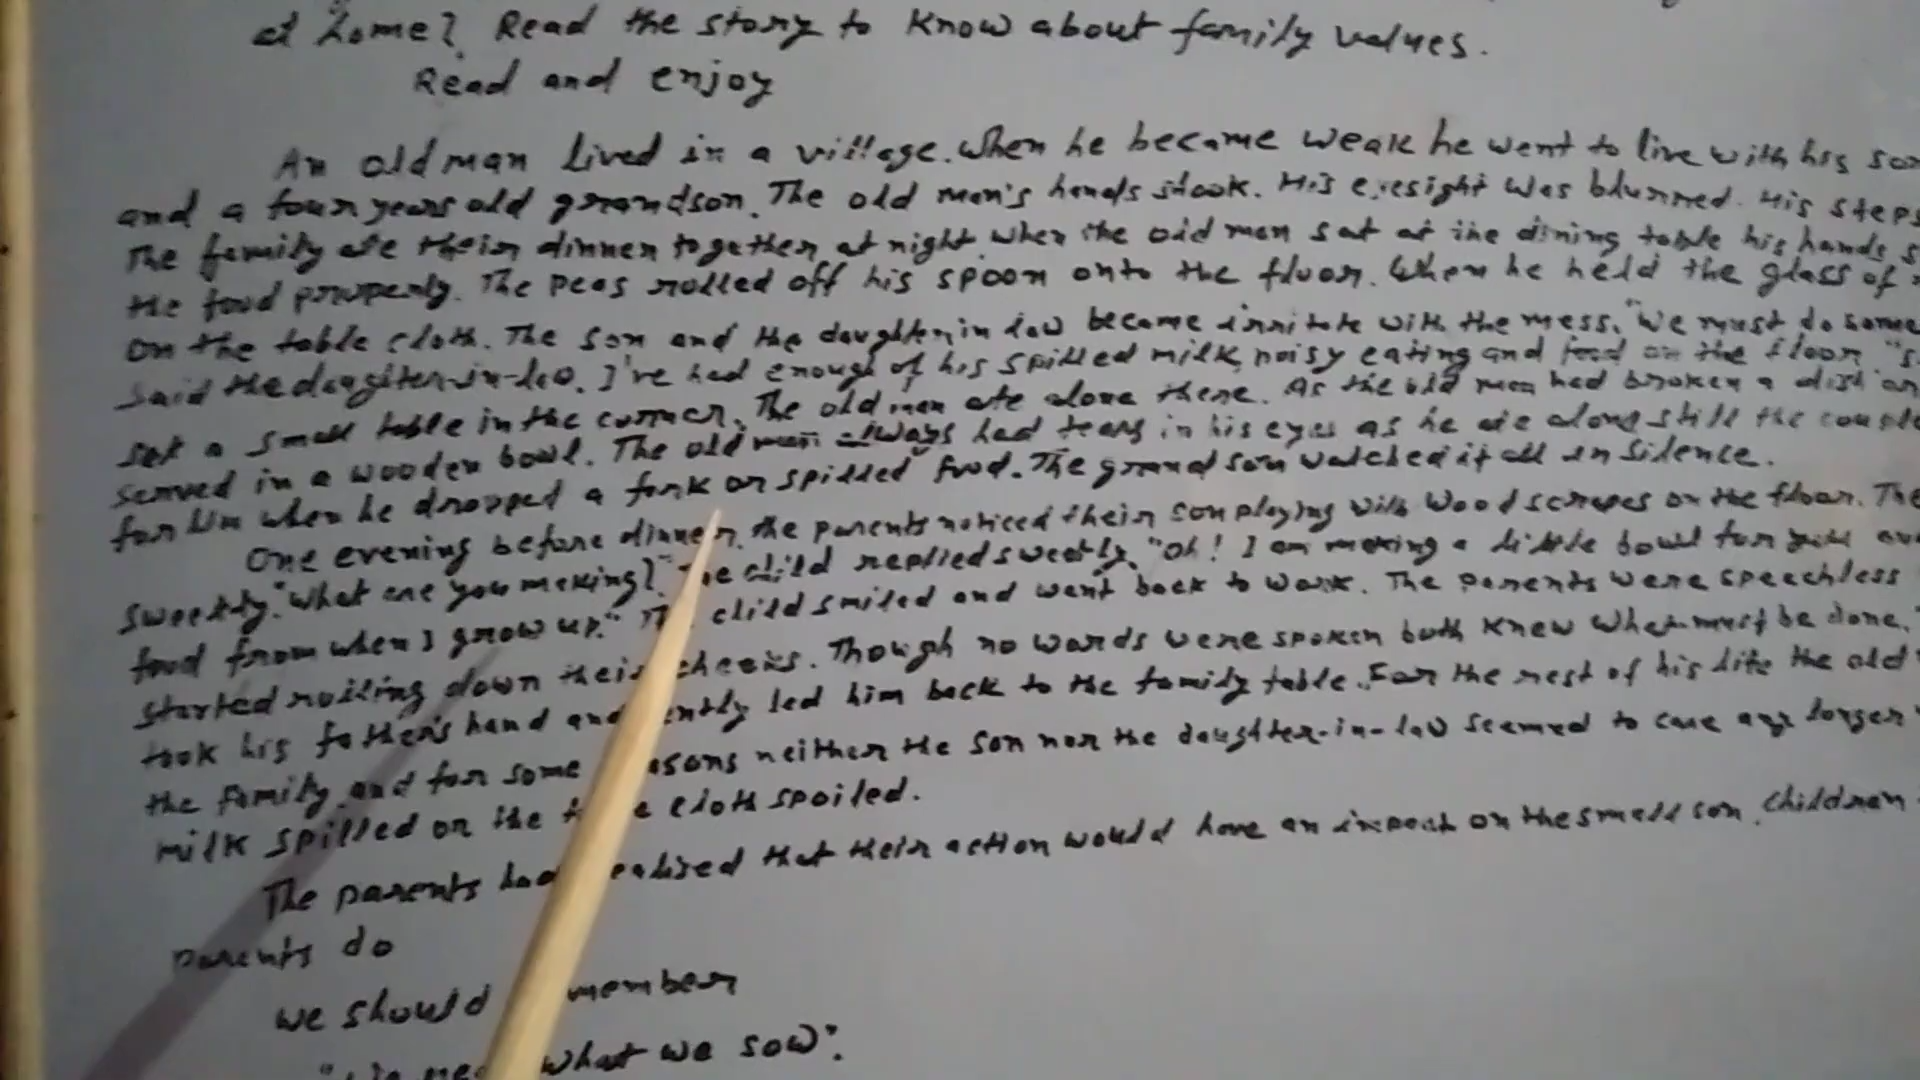 at home? Read the story to know about family values.
Read and enjoy
An old man lived in a village. When he became weak he went to live with his son
and a four years old grandson. The old man's hands shook. His eyesight was blurred. His steps
The family ate their dinner together at night. When the old man sat at the dining table his hands
the food properly. The peas rolled off his spoon onto the floor. When he held the glass of
on the table cloth. The son and the daughter in law became irritate with the mess. "We must do some
said the daughter-in-law. I've had enough of his spilled milk, noisy eating and food on the floor."
set a small table in the corner. The old man ate alone there. As the old man had broken a dish
served in a wooden bowl. The old man always had tears in his eyes as he ate along still the couple
for when he dropped a fork or spilled food. The grand son watched it all in silence.
One evening before dinner, the parents noticed their son playing with wood scrapes on the floor. The
sweetly. "What are you making?" child replied sweetly, "Oh! I am making a little bowl for you
food from when I grow up." child smiled and went back to work. The parents were speechless
started rolling down their cheeks. Though no words were spoken both knew what must be done.
took his father's hand and led him back to the family table. For the rest of his life the old
the family and for some neither the son nor the daughter-in-law seemed to care any longer
milk spilled or the cloth spoiled.
The parents had that their action would have an impact on the small son. Children
parents do
we should
what we sow".